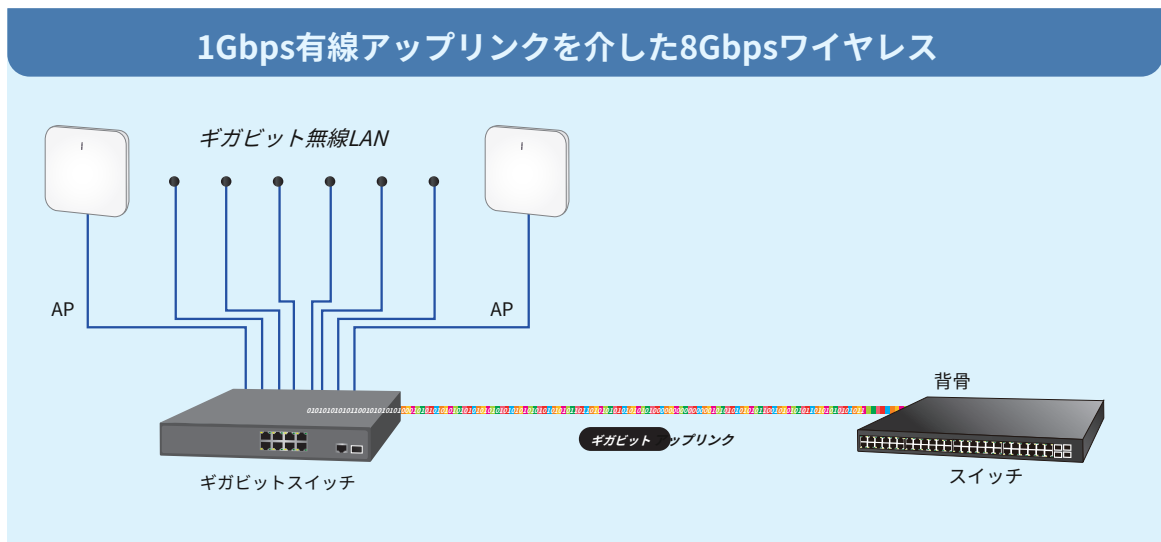 1Gbps有線アップリンクを介した8Gbpsワイヤレス
ギガビット無線LAN
AP
AP
背骨
ギガビット アップリンク
スイッチ
ギガビットスイッチ